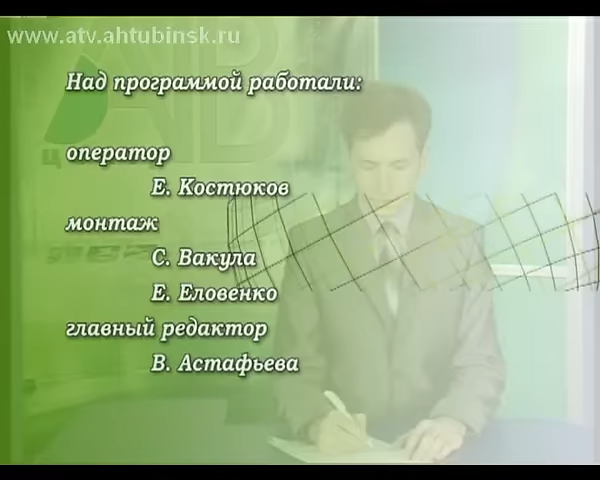 www.atv.ahtubinsk.ru
Над программой работали:
оператор
Е. Костюков
монтаж
С. Вакула
Е. Еловенко
главный редактор
В. Астафьева